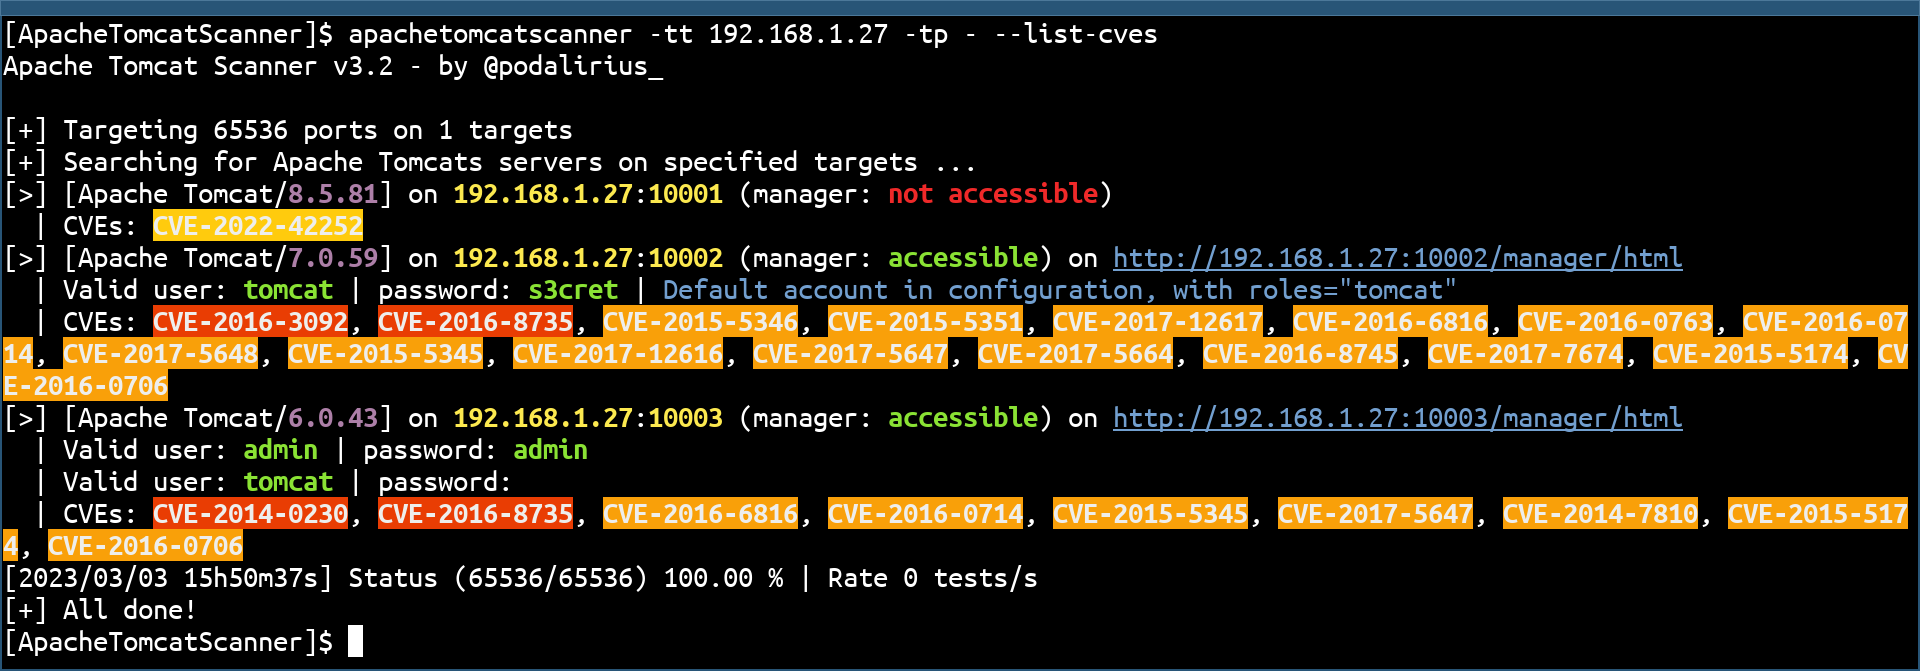 [ApacheTomcatScanner]$ apachetomcatscanner -tt 192.168.1.27 -tp - --list-cves
Apache Tomcat Scanner v3.2 - by @podalirius_
[+] Targeting 65536 ports on 1 targets
[+] Searching for Apache Tomcats servers on specified targets ...
[>] [Apache Tomcat/8.5.81] on 192.168.1.27:10001 (manager: not accessible)
  | CVEs: CVE-2022-42252
[>] [Apache Tomcat/7.0.59] on 192.168.1.27:10002 (manager: accessible) on http://192.168.1.27:10002/manager/html
  | Valid user: tomcat | password: s3cret | Default account in configuration, with roles="tomcat"
  | CVEs: CVE-2016-3092, CVE-2016-8735, CVE-2015-5346, CVE-2015-5351, CVE-2017-12617, CVE-2016-6816, CVE-2016-0763, CVE-2016-07
14, CVE-2017-5648, CVE-2015-5345, CVE-2017-12616, CVE-2017-5647, CVE-2017-5664, CVE-2016-8745, CVE-2017-7674, CVE-2015-5174, CV
E-2016-0706
[>] [Apache Tomcat/6.0.43] on 192.168.1.27:10003 (manager: accessible) on http://192.168.1.27:10003/manager/html
  | Valid user: admin | password: admin
  | Valid user: tomcat | password:
  | CVEs: CVE-2014-0230, CVE-2016-8735, CVE-2016-6816, CVE-2016-0714, CVE-2015-5345, CVE-2017-5647, CVE-2014-7810, CVE-2015-517
4, CVE-2016-0706
[2023/03/03 15h50m37s] Status (65536/65536) 100.00 % | Rate 0 tests/s
[+] All done!
[ApacheTomcatScanner]$